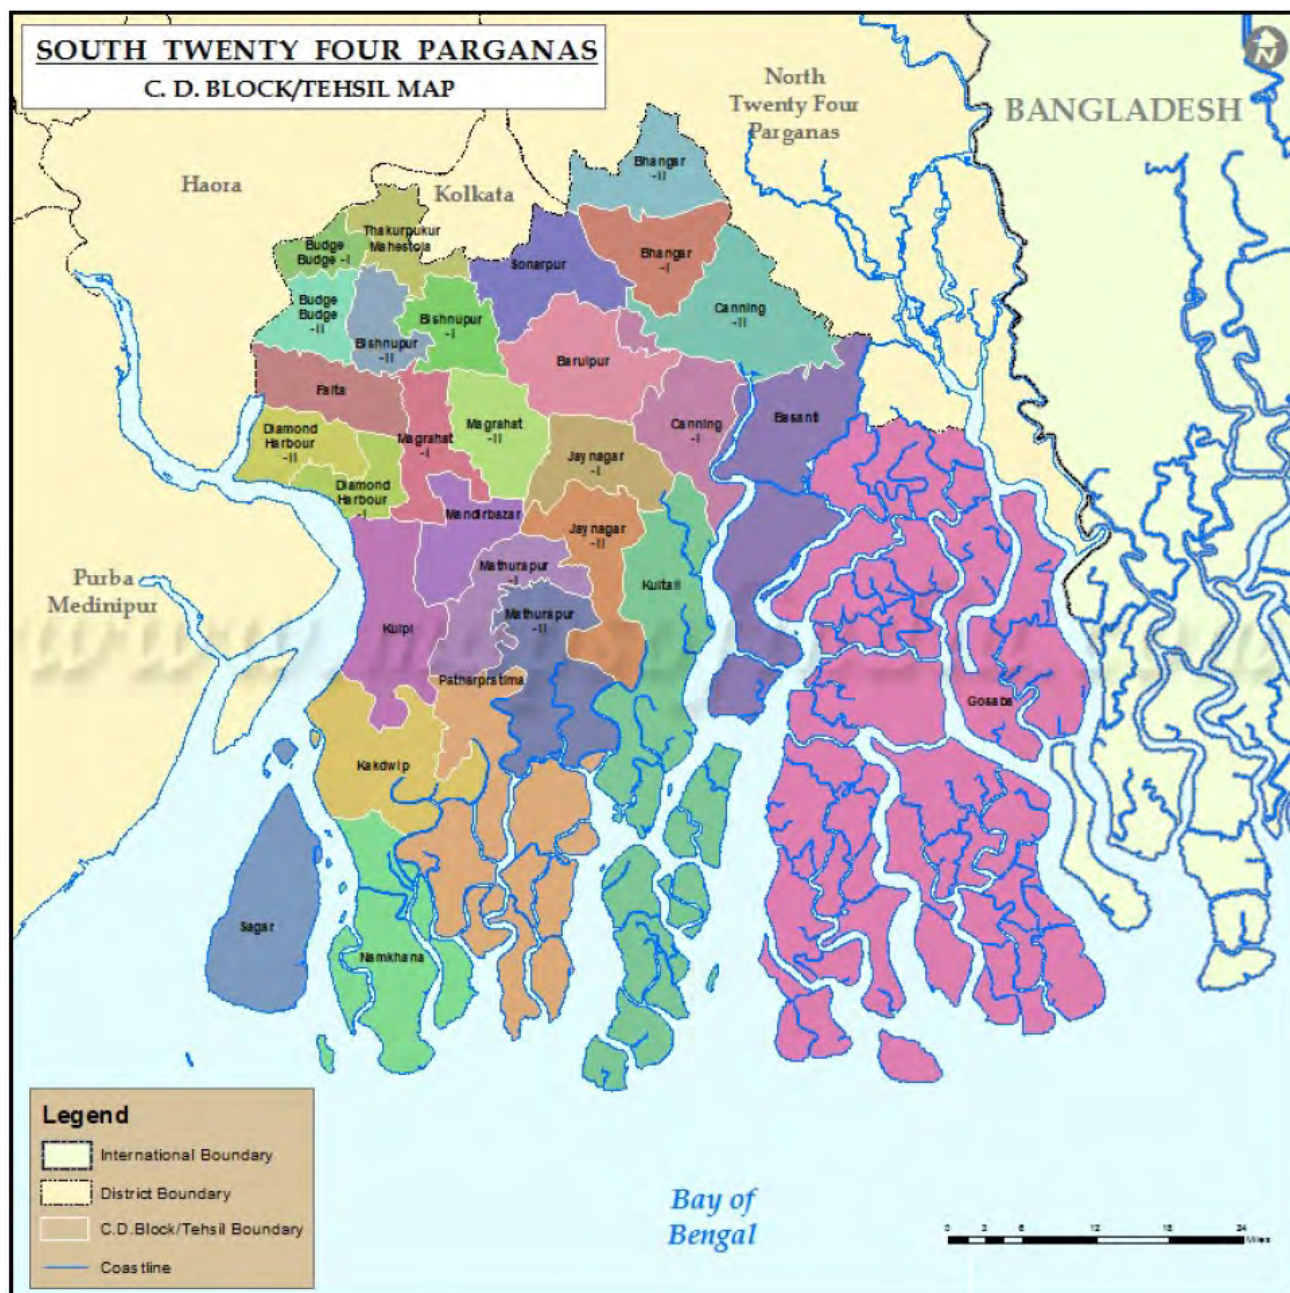 SOUTH TWENTY FOUR PARGANAS
C. D. BLOCK/TEHSIL MAP
N
North
Twenty Four
Parganas
BANGLADESH
Haora
Kolkata
Bhangar
-II
Thakurpukur
Mahestola
Budge
Budge -I
Sonarpur
Bhangar
-I
Budge
Budge
-II
Bishnupur
-I
Bishnupur
-II
Canning
-II
Barulpur
Falta
Basanti
Diamond
Harbour
-II
Magrahat
-I
Magrahat
-II
Canning
-I
Jaynagar
-I
Diamond
Harbour
-I
Mandirbazar
Jaynagar
-II
Purba
Medinipur
Mathurapur
-I
Kultali
Mathurapur
-II
Kulpi
Patharpratima
Gosaba
Kakdwip
Sagar
Namkhana
Legend
International Boundary
District Boundary
C.D.Block/Tehsil Boundary
Coastline
Bay of
Bengal
0 3 6 12 18 24
Miles